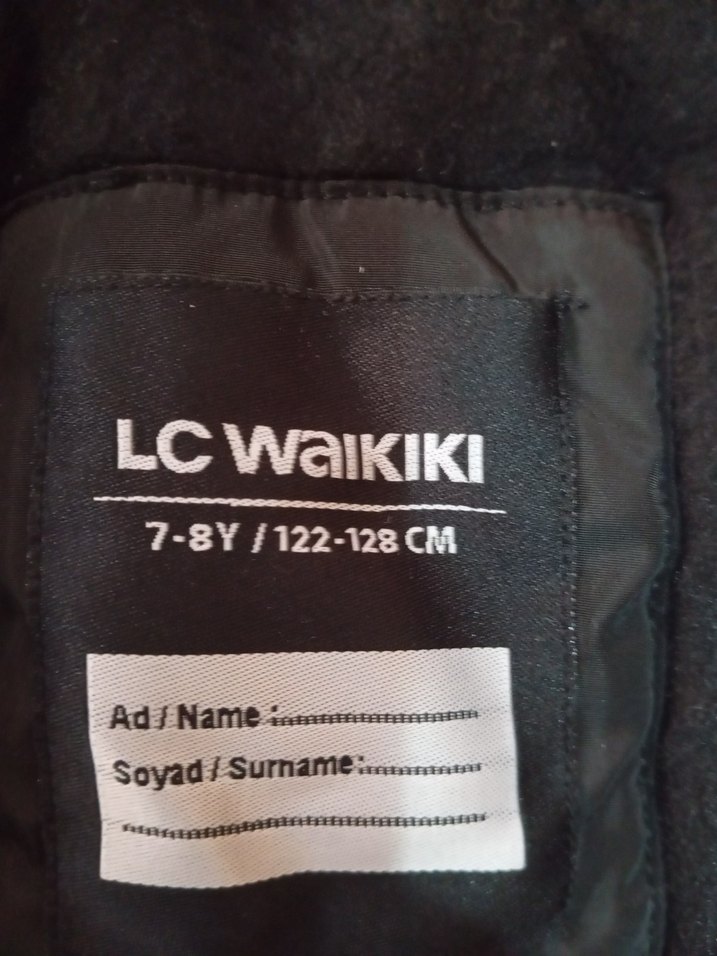 LC WaIKIKI
7-8Y / 122-128 CM
Ad / Name :
Soyad / Surname: